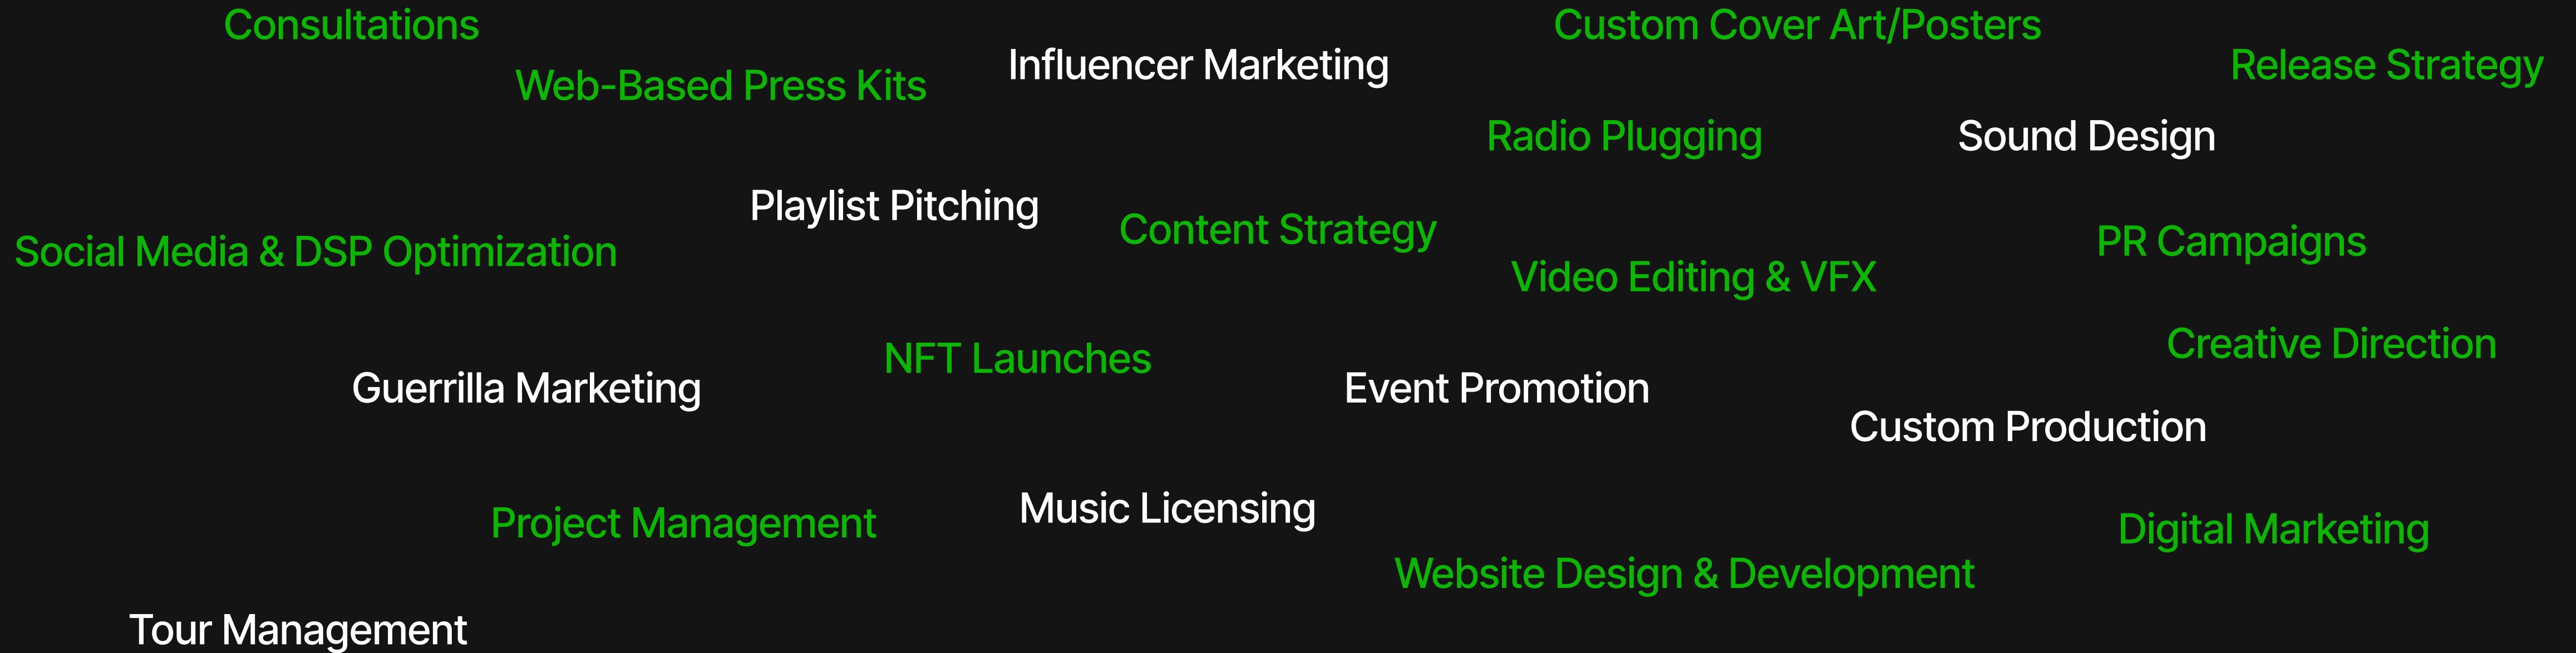 Consultations
Custom Cover Art/Posters
Influencer Marketing
Release Strategy
Web-Based Press Kits
Radio Plugging
Sound Design
Playlist Pitching
Content Strategy
PR Campaigns
Social Media & DSP Optimization
Video Editing & VFX
Creative Direction
NFT Launches
Guerrilla Marketing
Event Promotion
Custom Production
Music Licensing
Project Management
Digital Marketing
Website Design & Development
Tour Management